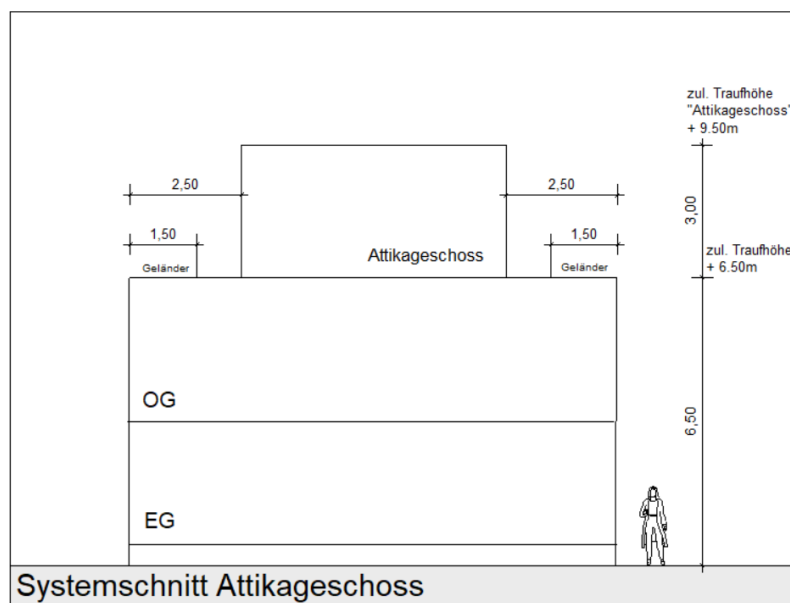 zul. Traufhöhe
"Attikageschoss"
+ 9.50m
2,50
2,50
3,00
1,50
1,50
zul. Traufhöhe
+ 6.50m
Geländer
Attikageschoss
Geländer
OG
6,50
EG
Systemschnitt Attikageschoss